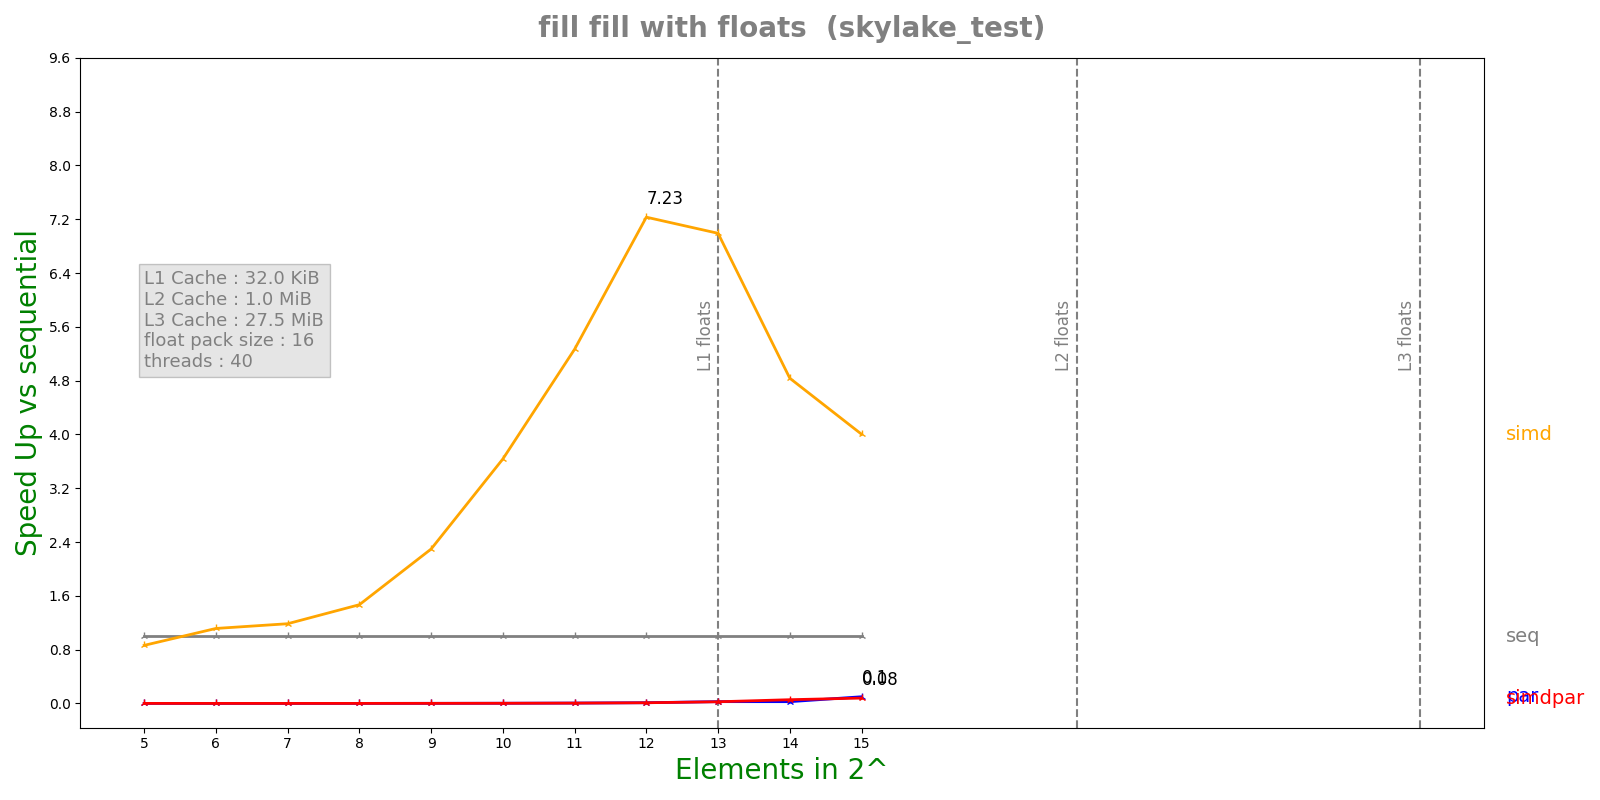 fill fill with floats (skylake_test)
Speed Up vs sequential
9.6
8.8
8.0
7.2
6.4
5.6
4.8
4.0
3.2
2.4
1.6
0.8
0.0
7.23
L1 Cache : 32.0 KiB
L2 Cache : 1.0 MiB
L3 Cache : 27.5 MiB
float pack size : 16
threads : 40
L1 floats
L2 floats
L3 floats
simd
seq
0.1
0.08
par
simdpar
5 6 7 8 9 10 11 12 13 14 15
Elements in 2^